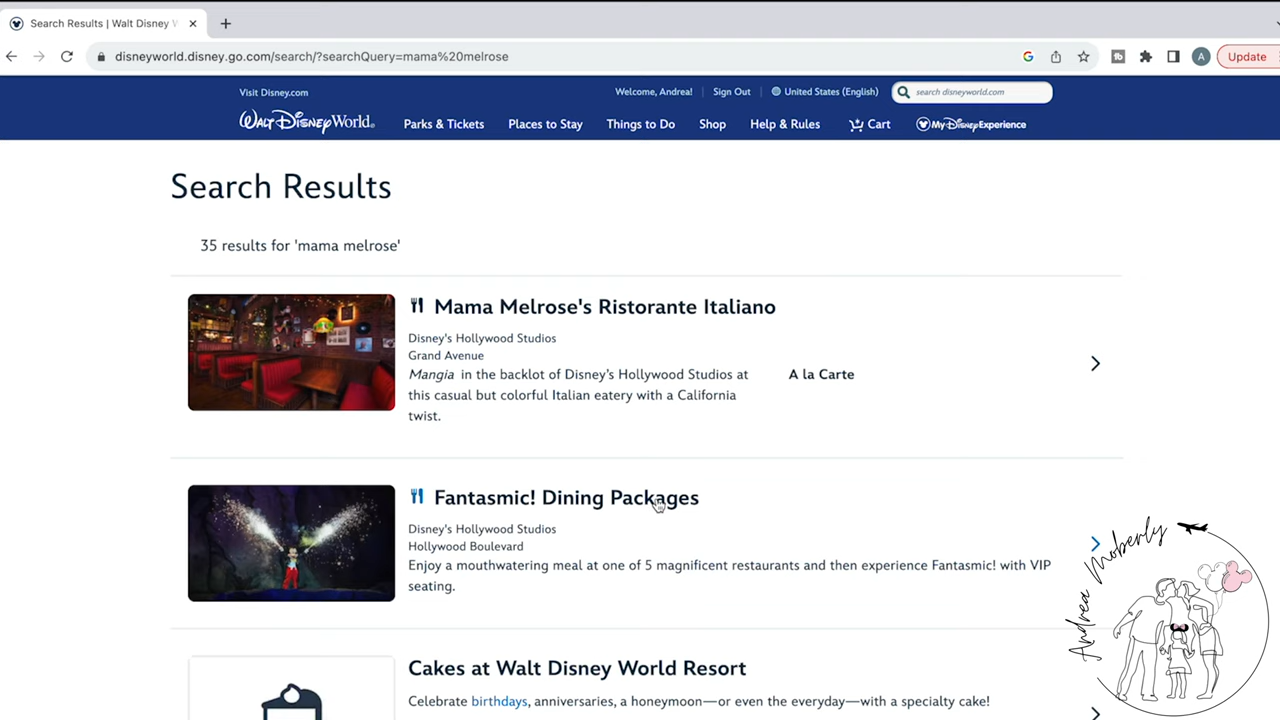 Search Results | Walt Disney W
disneyworld.disney.go.com/search/?searchQuery=mama%20melrose
A
Update
Visit Disney.com
Welcome, Andrea!
Sign Out
United States (English)
search disneyworld.com
Walt Disney World
Parks & Tickets
Places to Stay
Things to Do
Shop
Help & Rules
Cart
My Disney Experience
Search Results
35 results for 'mama melrose'
Mama Melrose's Ristorante Italiano
Disney's Hollywood Studios
Grand Avenue
Mangia in the backlot of Disney's Hollywood Studios at
this casual but colorful Italian eatery with a California
twist.
A la Carte
Fantasmic! Dining Packages
Disney's Hollywood Studios
Hollywood Boulevard
Enjoy a mouthwatering meal at one of 5 magnificent restaurants and then experience Fantasmic! with VIP
seating.
Andrea Moberly
Cakes at Walt Disney World Resort
Celebrate birthdays, anniversaries, a honeymoon—or even the everyday—with a specialty cake!